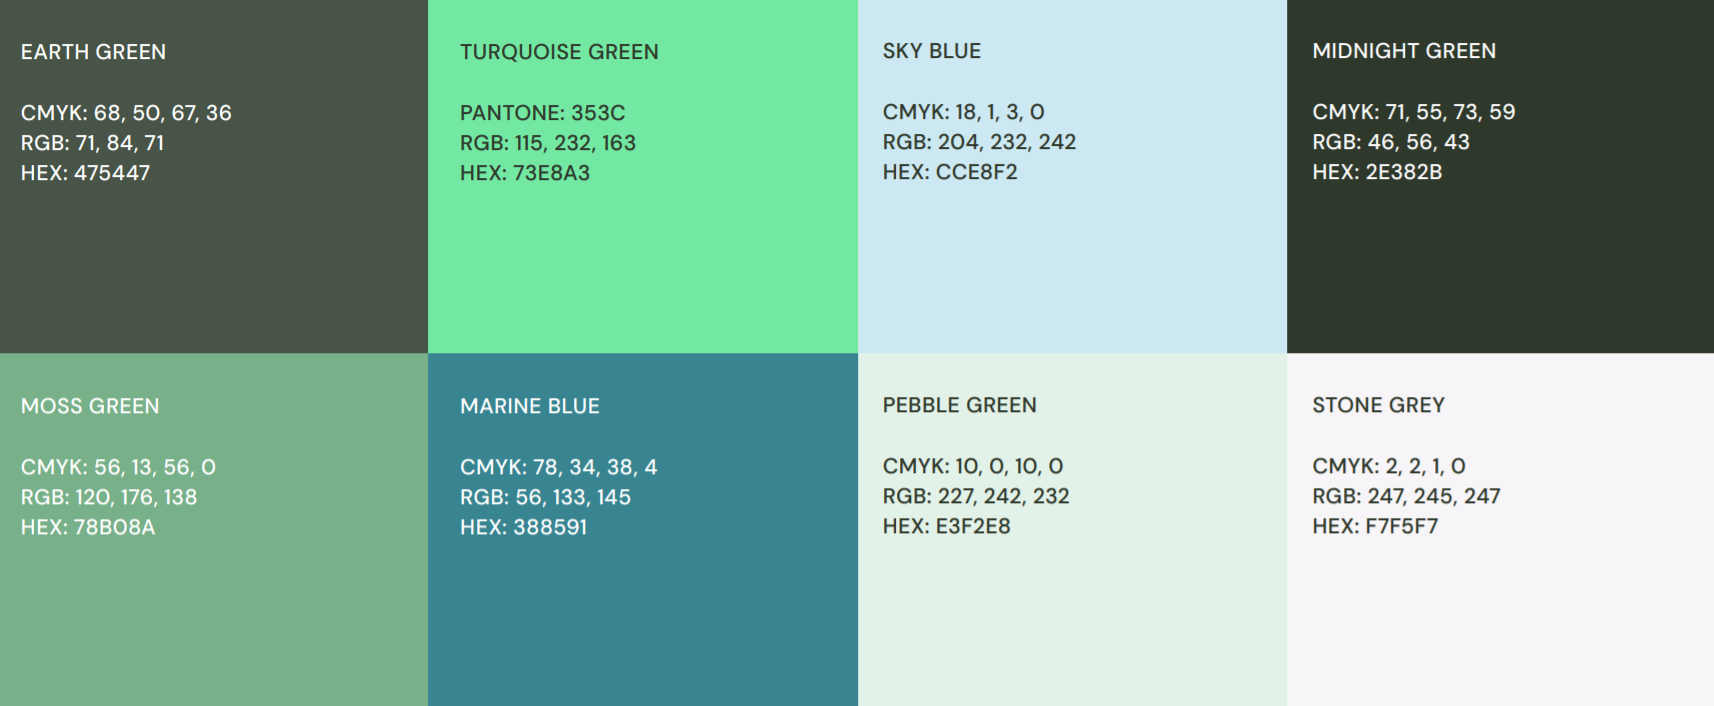 EARTH GREEN
CMYK: 68, 50, 67, 36
RGB: 71, 84, 71
HEX: 475447
TURQUOISE GREEN
PANTONE: 353C
RGB: 115, 232, 163
HEX: 73E8A3
SKY BLUE
CMYK: 18, 1, 3, 0
RGB: 204, 232, 242
HEX: CCE8F2
MIDNIGHT GREEN
CMYK: 71, 55, 73, 59
RGB: 46, 56, 43
HEX: 2E382B
MOSS GREEN
CMYK: 56, 13, 56, 0
RGB: 120, 176, 138
HEX: 78B08A
MARINE BLUE
CMYK: 78, 34, 38, 4
RGB: 56, 133, 145
HEX: 388591
PEBBLE GREEN
CMYK: 10, 0, 10, 0
RGB: 227, 242, 232
HEX: E3F2E8
STONE GREY
CMYK: 2, 2, 1, 0
RGB: 247, 245, 247
HEX: F7F5F7